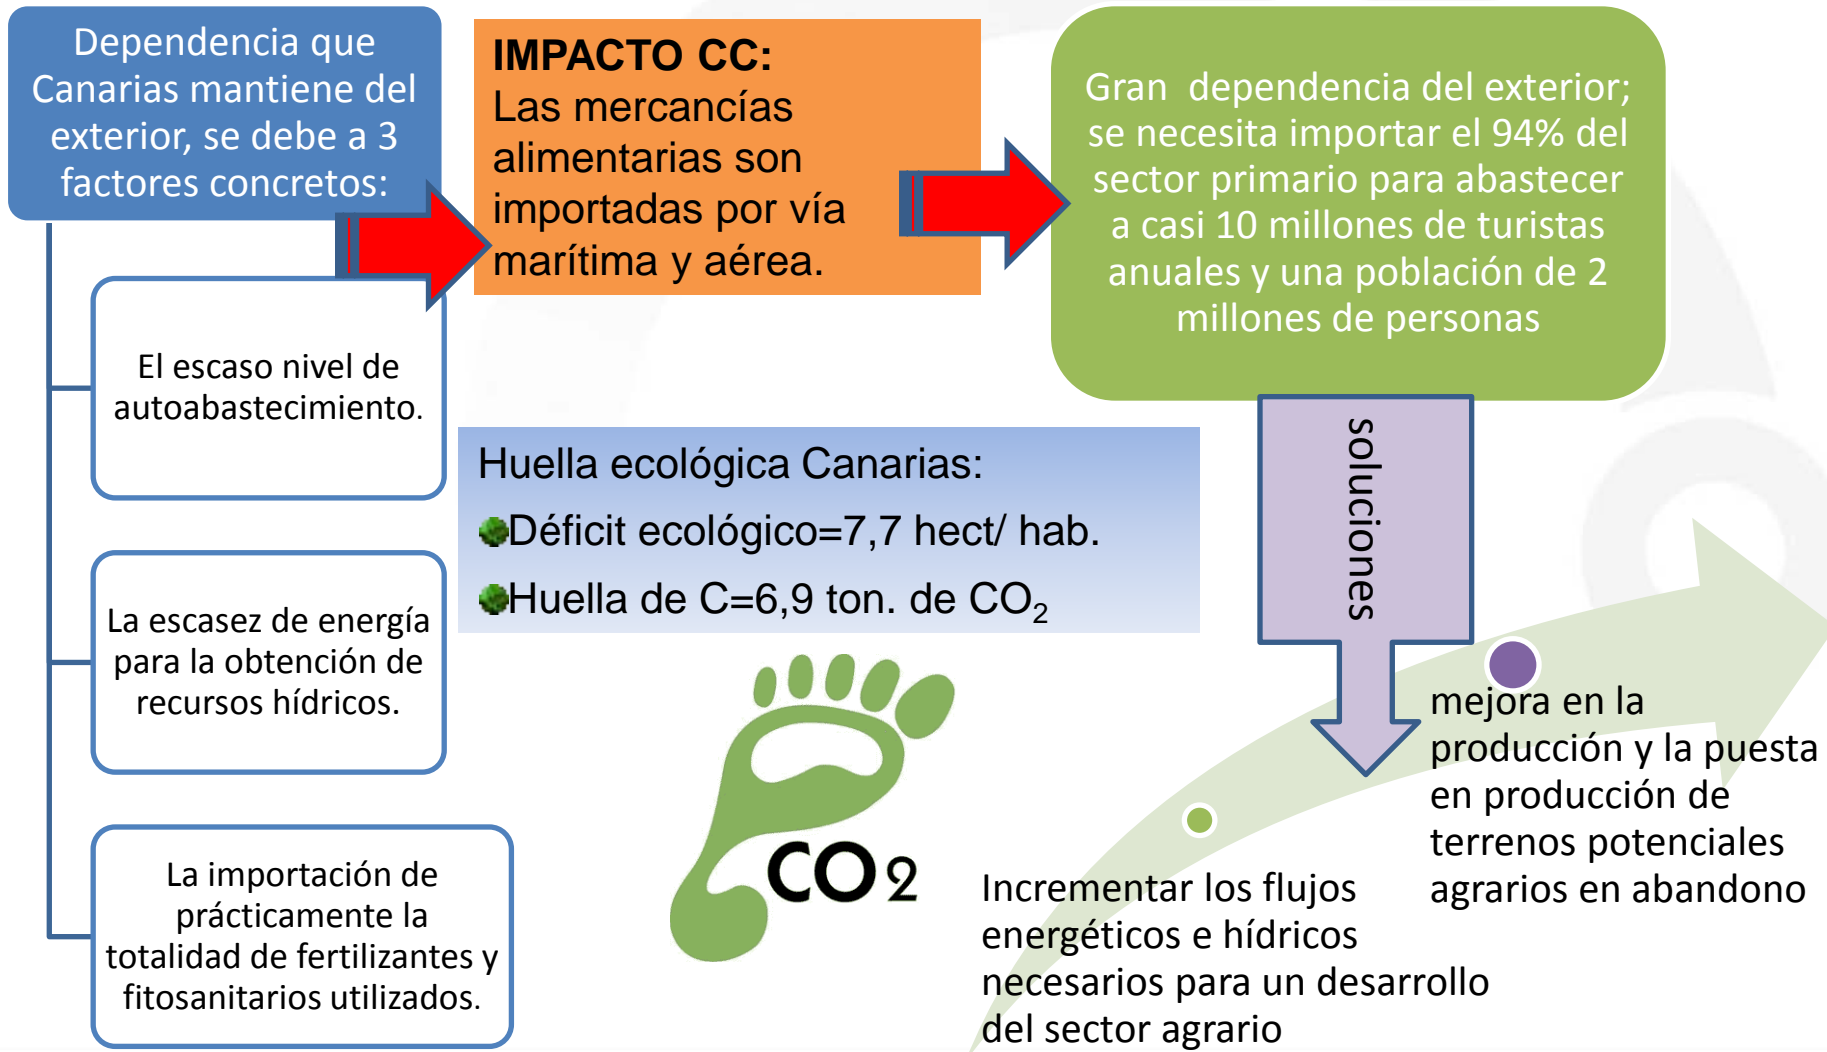 Dependencia que
Canarias mantiene del
exterior, se debe a 3
factores concretos:
El escaso nivel de
autoabastecimiento.
La escasez de energía
para la obtención de
recursos hídricos.
La importación de
prácticamente la
totalidad de fertilizantes y
fitosanitarios utilizados.
IMPACTO CC:
Las mercancías
alimentarias son
importadas por vía
marítima y aérea.
Gran  dependencia del exterior;
se necesita importar el 94% del
sector primario para abastecer
a casi 10 millones de turistas
anuales y una población de 2
millones de personas
Huella ecológica Canarias:
Déficit ecológico=7,7 hect/ hab.
Huella de C=6,9 ton. de CO₂
CO2
soluciones
Incrementar los flujos
energéticos e hídricos
necesarios para un desarrollo
del sector agrario
mejora en la
producción y la puesta
en producción de
terrenos potenciales
agrarios en abandono